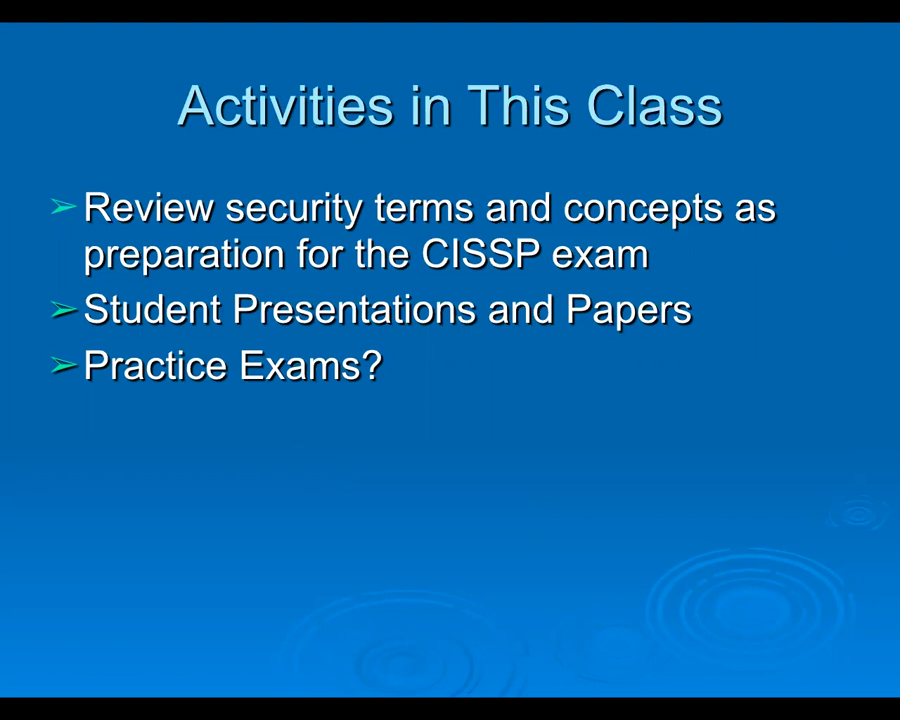 Activities in This Class
➢ Review security terms and concepts as
preparation for the CISSP exam
➢ Student Presentations and Papers
➢ Practice Exams?